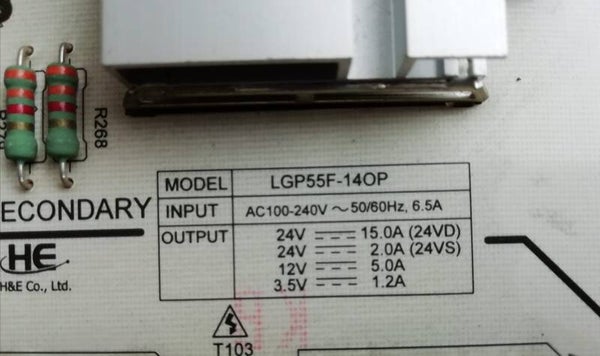 R268
MODEL LGP55F-14OP
ECONDARY
INPUT AC100-240V ～ 50/60Hz, 6.5A
OUTPUT 24V 15.0A (24VD)
24V 2.0A (24VS)
12V 5.0A
3.5V 1.2A
HE
H&E Co., Ltd.
T103